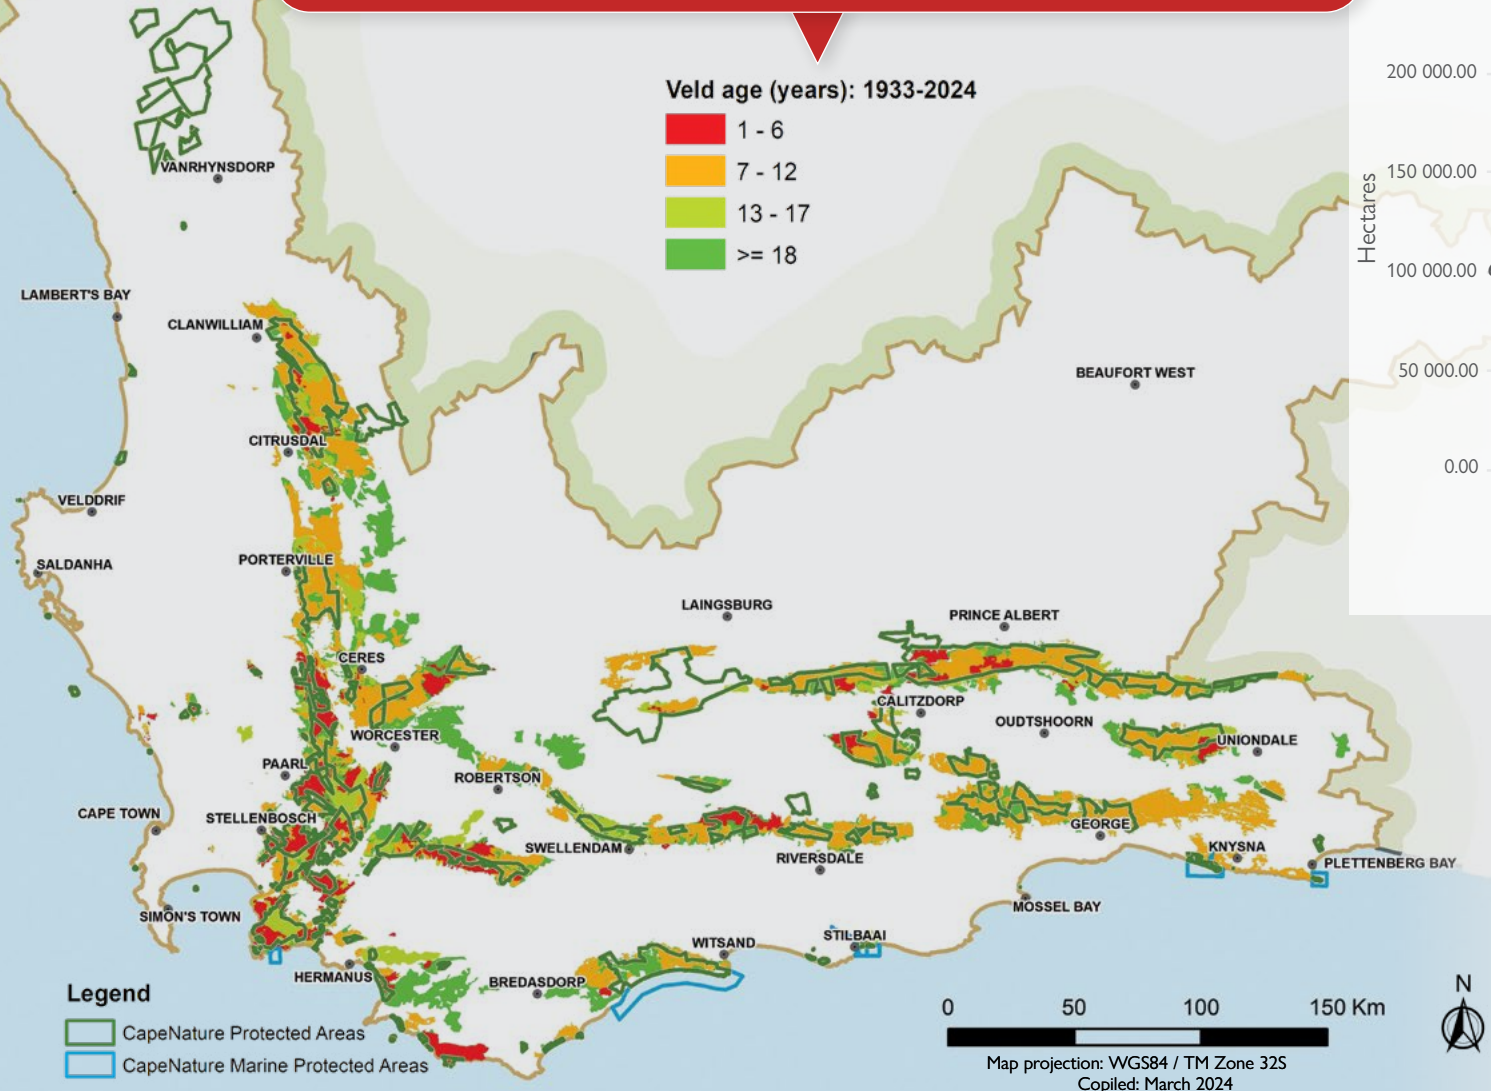 Veld age (years): 1933-2024
1 - 6
7 - 12
13 - 17
>= 18
200 000.00
150 000.00
Hectares
100 000.00
50 000.00
0.00
VANRHYNSDORP
LAMBERT'S BAY
CLANWILLIAM
BEAUFORT WEST
CITRUSDAL
VELDDRIF
SALDANHA
PORTERVILLE
LAINGSBURG
PRINCE ALBERT
CERES
CALITZDORP
OUDTSHOORN
UNIONDALE
WORCESTER
PAARL
ROBERTSON
CAPE TOWN
STELLENBOSCH
SWELLENDAM
RIVERSDALE
GEORGE
KNYSNA
PLETTENBERG BAY
SIMON'S TOWN
MOSSEL BAY
STILBAAI
WITSAND
HERMANUS
BREDASDORP
Legend
CapeNature Protected Areas
CapeNature Marine Protected Areas
0 50 100 150 Km
N
Map projection: WGS84 / TM Zone 32S
Copiled: March 2024